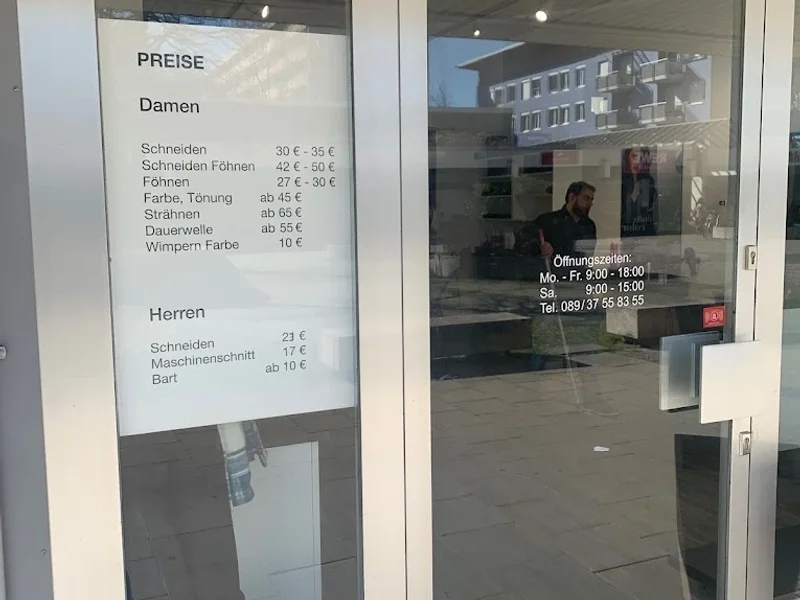 PREISE
Damen
Schneiden 30 € - 35 €
Schneiden Föhnen 42 € - 50 €
Föhnen 27 € - 30 €
Farbe, Tönung ab 45 €
Strähnen ab 65 €
Dauerwelle ab 55 €
Wimpern Farbe 10 €
Herren
Schneiden €
Maschinenschnitt 17 €
Bart ab 10 €
Öffnungszeiten:
Mo. - Fr. 9:00 - 18:00
Sa. 9:00 - 15:00
Tel. 089/37 55 83 55